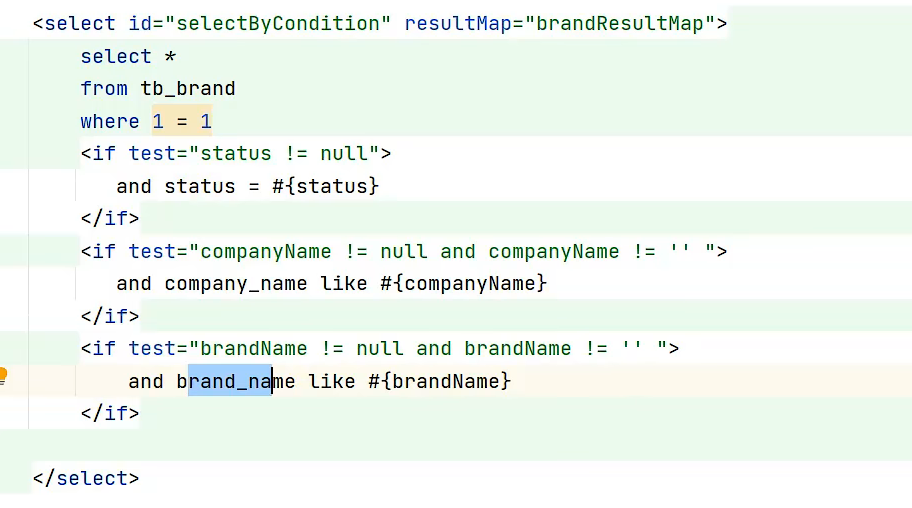 <select id="selectByCondition" resultMap="brandResultMap">
    select *
    from tb_brand
    where 1 = 1
    <if test="status != null">
       and status = #{status}
    </if>
    <if test="companyName != null and companyName != '' ">
       and company_name like #{companyName}
    </if>
    <if test="brandName != null and brandName != '' ">
        and brand_name like #{brandName}
    </if>
</select>